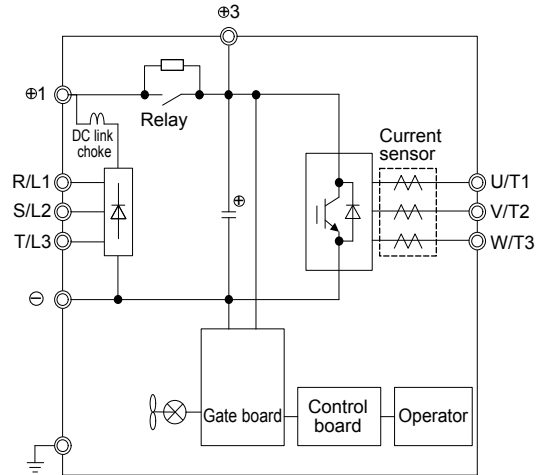 ⊕3
⊕1
Relay
DC link
choke
Current
sensor
R/L1
S/L2
T/L3
U/T1
V/T2
W/T3
⊕
⊖
Gate board
Control
board
Operator